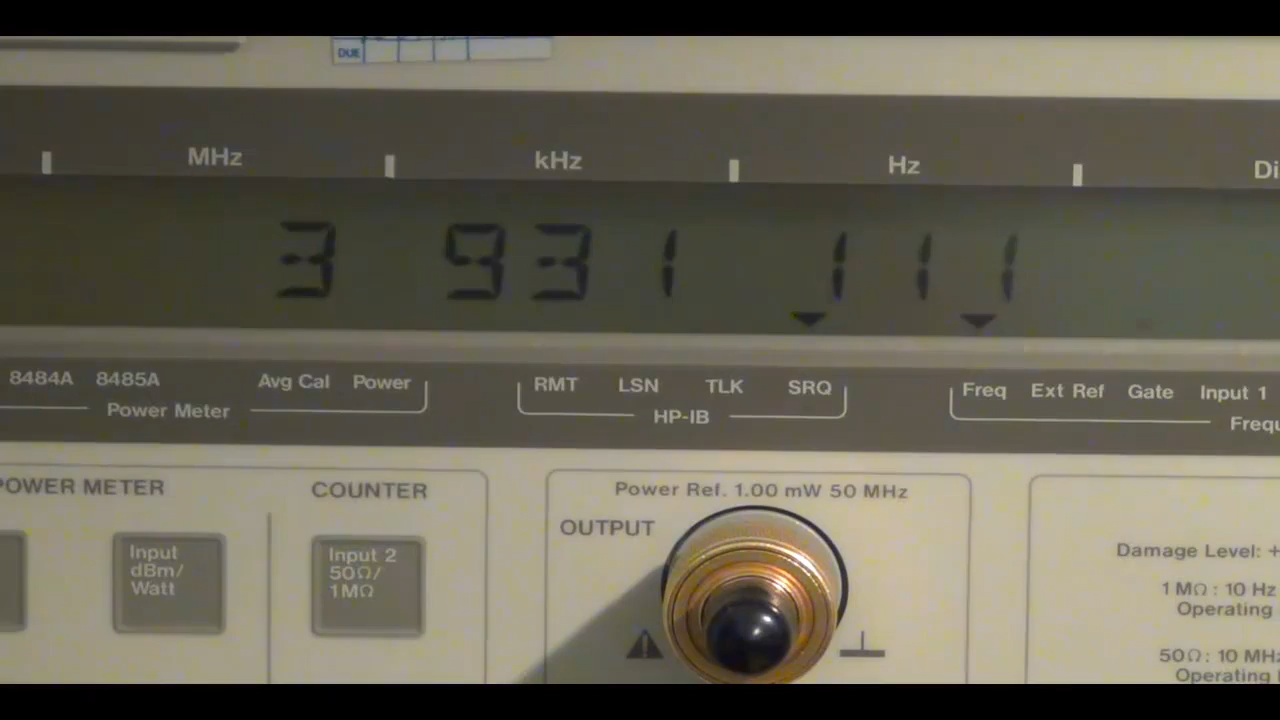 DUE
MHz kHz Hz Di
3 931 111
8484A 8485A Avg Cal Power RMT LSN TLK SRQ Freq Ext Ref Gate Input 1
Power Meter HP-IB Frequ
POWER METER COUNTER Power Ref. 1.00 mW 50 MHz
OUTPUT
Input
dBm/
Watt
Input 2
50Ω/
1MΩ
Damage Level: +
1 MΩ: 10 Hz
Operating
50Ω: 10 MHz
Operating